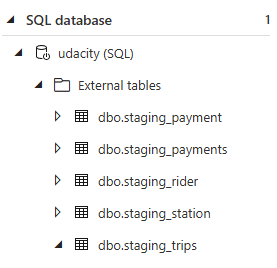 SQL database 1
udacity (SQL)
External tables
dbo.staging_payment
dbo.staging_payments
dbo.staging_rider
dbo.staging_station
dbo.staging_trips